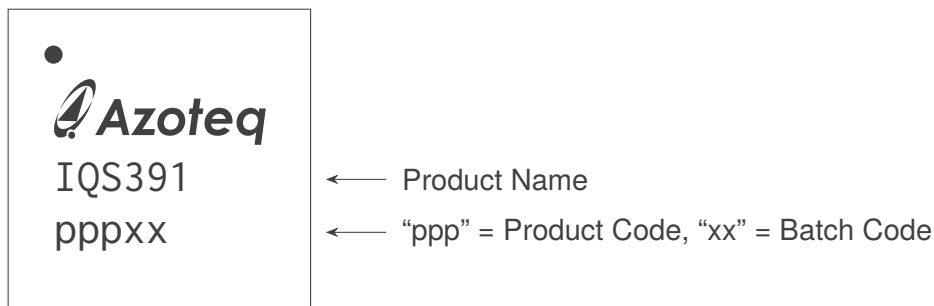 Azoteq
IQS391 Product Name
pppxx “ppp” = Product Code, “xx” = Batch Code